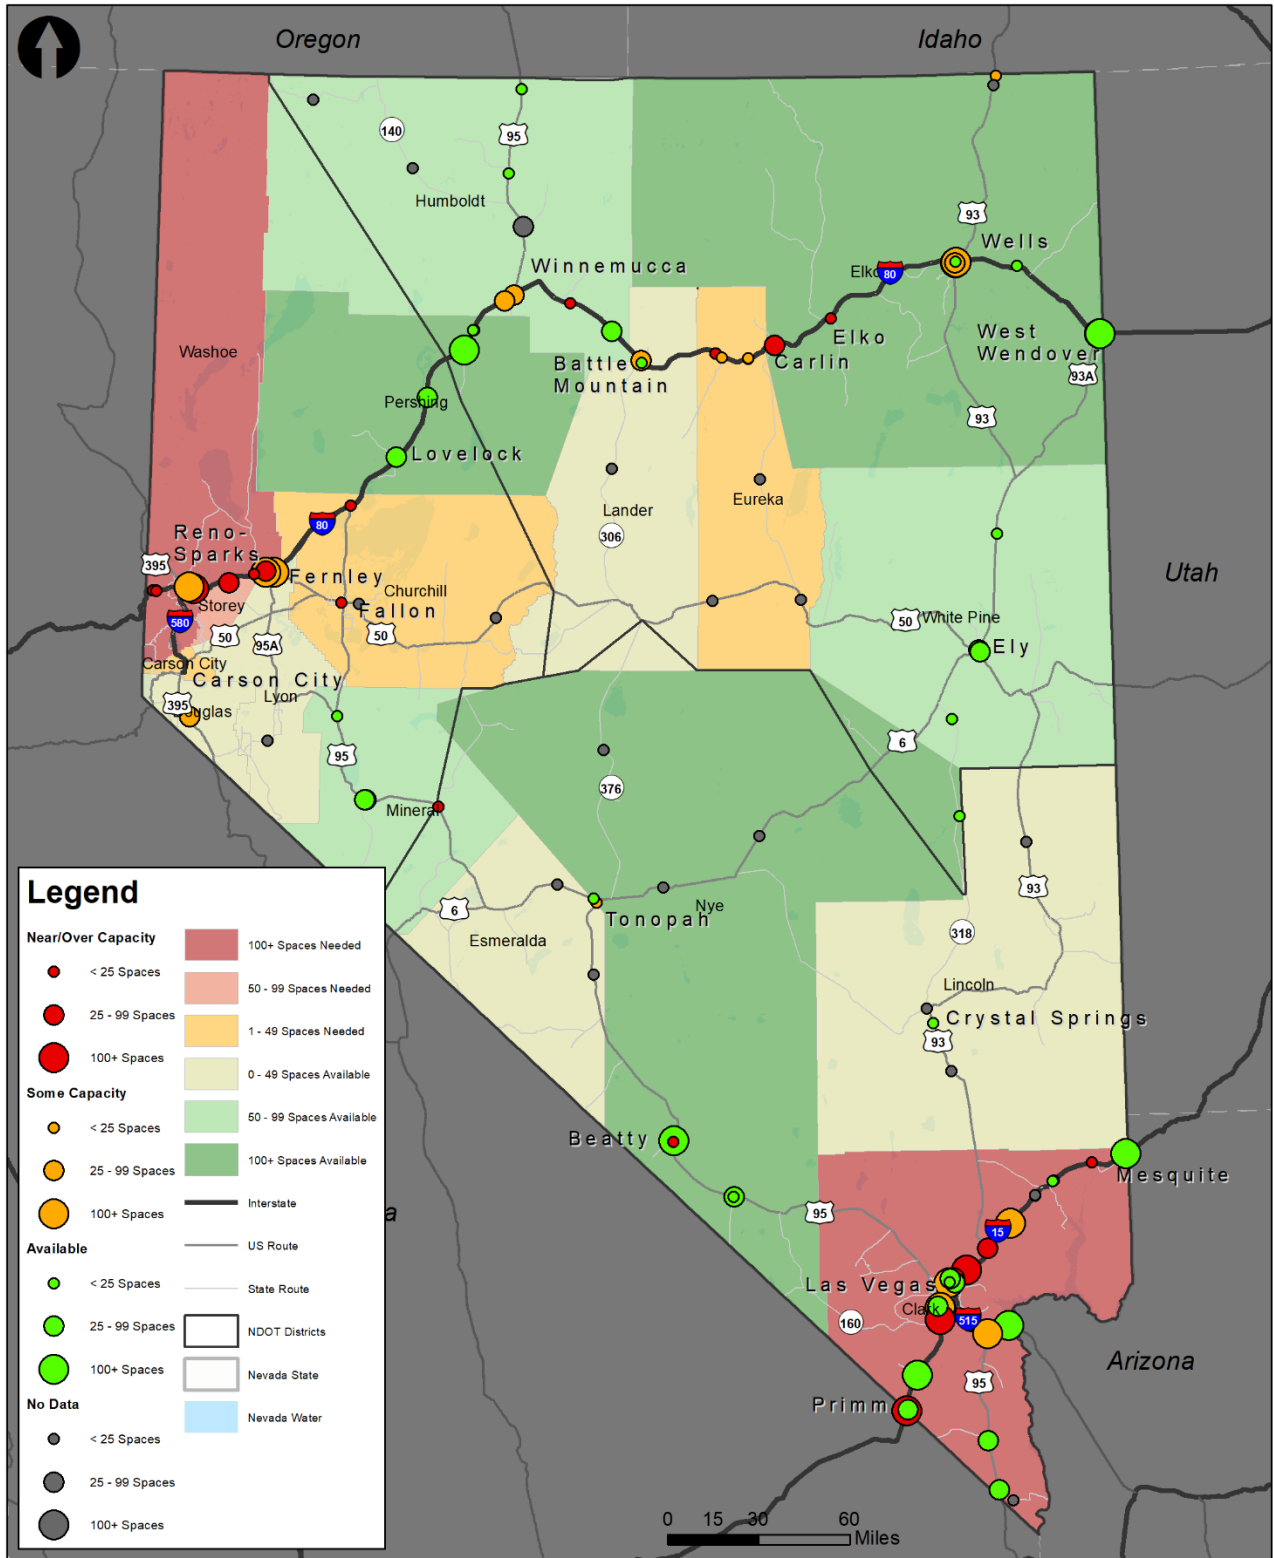 Oregon
Idaho
140
95
Humboldt
93
Wells
Winnemucca
Elko
80
Washoe
Elko
West
Wendover
Battle
Mountain
Carlin
93A
Pershing
93
Lovelock
Eureka
Lander
80
306
Reno-
Sparks
395
Fernley
Utah
Churchill
Storey
Fallon
580
50
50
95A
50
White Pine
Ely
Carson City
Carson City
Lyon
395
Douglas
6
95
376
Mineral
93
6
Nye
Tonopah
318
Esmeralda
Lincoln
Crystal Springs
93
Beatty
Mesquite
a
95
15
Las Vegas
Clark
515
160
Arizona
95
Primm
0 15 30 60
Miles
Legend
Near/Over Capacity
< 25 Spaces
25 - 99 Spaces
100+ Spaces
Some Capacity
< 25 Spaces
25 - 99 Spaces
100+ Spaces
Available
< 25 Spaces
25 - 99 Spaces
100+ Spaces
No Data
< 25 Spaces
25 - 99 Spaces
100+ Spaces
100+ Spaces Needed
50 - 99 Spaces Needed
1 - 49 Spaces Needed
0 - 49 Spaces Available
50 - 99 Spaces Available
100+ Spaces Available
Interstate
US Route
State Route
NDOT Districts
Nevada State
Nevada Water